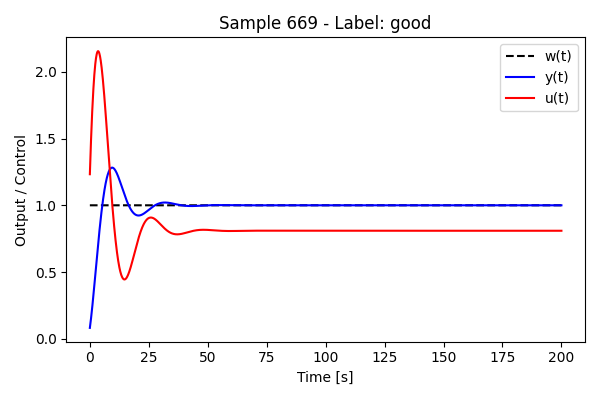 Sample 669 - Label: good
w(t)
y(t)
u(t)
Output / Control
2.0
1.5
1.0
0.5
0.0
0 25 50 75 100 125 150 175 200
Time [s]